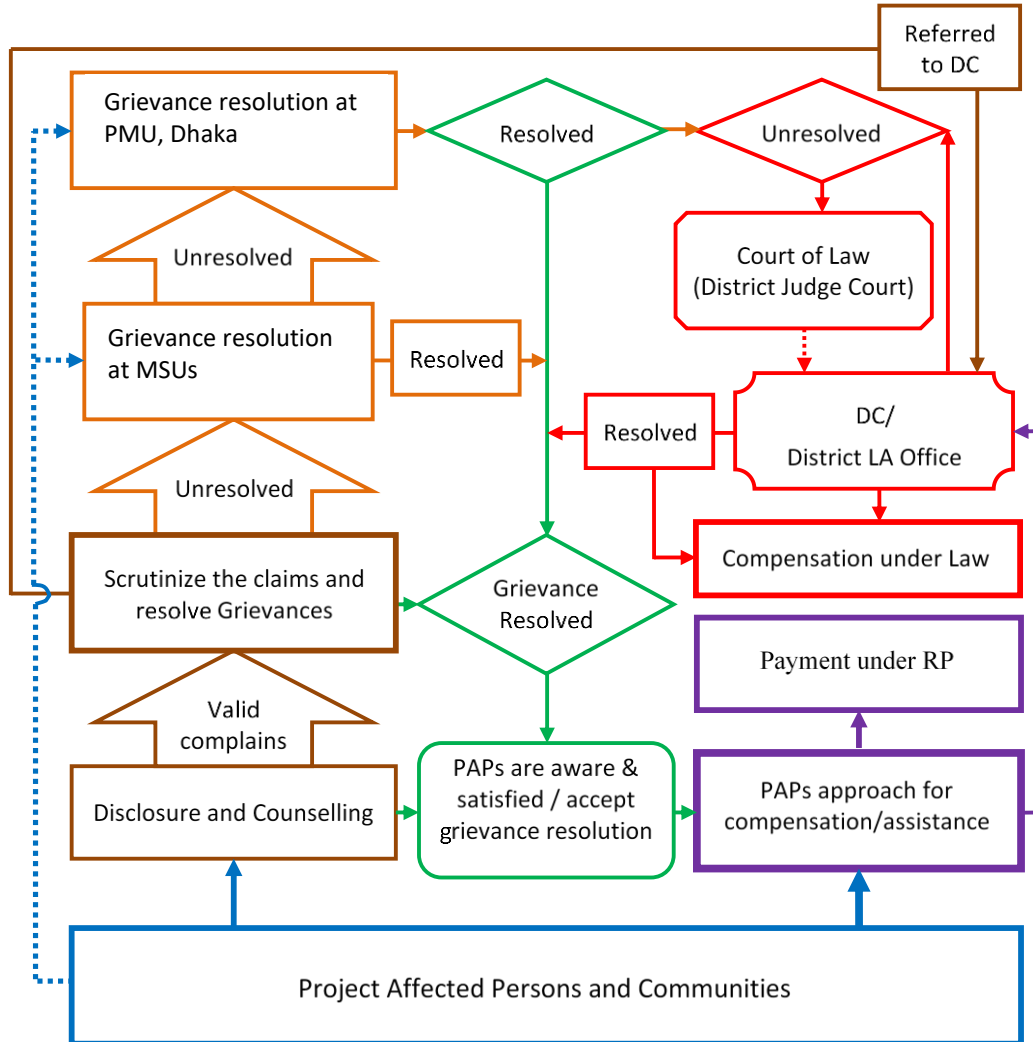 Referred
to DC
Grievance resolution at
PMU, Dhaka
Resolved
Unresolved
Unresolved
Court of Law
(District Judge Court)
Grievance resolution
at MSUs
Resolved
DC/
District LA Office
Resolved
Unresolved
Compensation under Law
Scrutinize the claims and
resolve Grievances
Grievance
Resolved
Payment under RP
Valid
complains
Disclosure and Counselling
PAPs are aware &
satisfied / accept
grievance resolution
PAPs approach for
compensation/assistance
Project Affected Persons and Communities